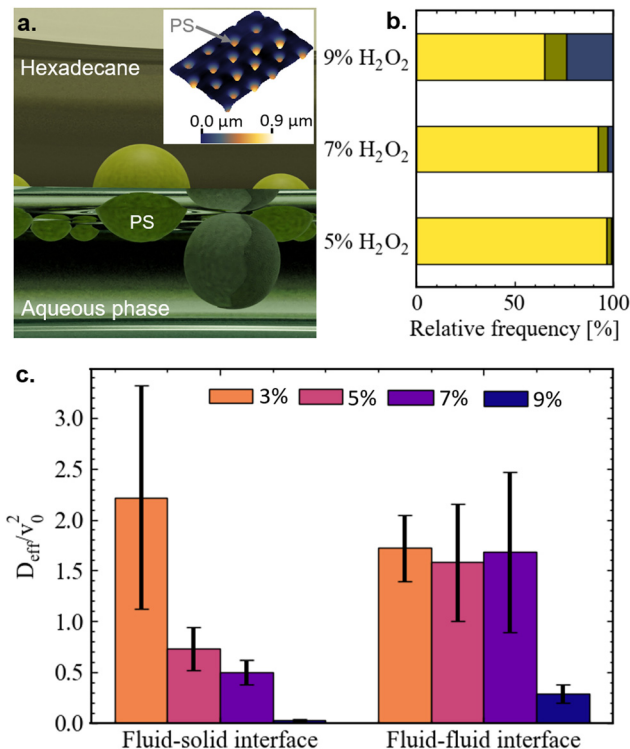 a.
PS
Hexadecane
0.0 μm 0.9 μm
PS
Aqueous phase
b.
9% H₂O₂
7% H₂O₂
5% H₂O₂
0 50 100
Relative frequency [%]
c.
3% 5% 7% 9%
D_eff/v₀²
3.0
2.5
2.0
1.5
1.0
0.5
0.0
Fluid-solid interface Fluid-fluid interface